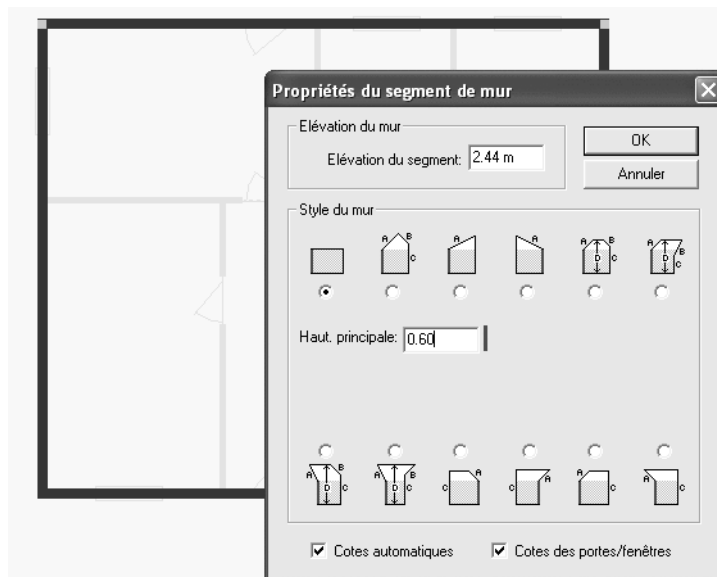 Propriétés du segment de mur
Elévation du mur
Elévation du segment: 2.44 m
OK
Annuler
Style du mur
A B C
A
A
A B D C
A B D C
Haut. principale: 0.60
A B D C
A B D C
C A
C A
A C
A C
Cotes automatiques
Cotes des portes/fenêtres